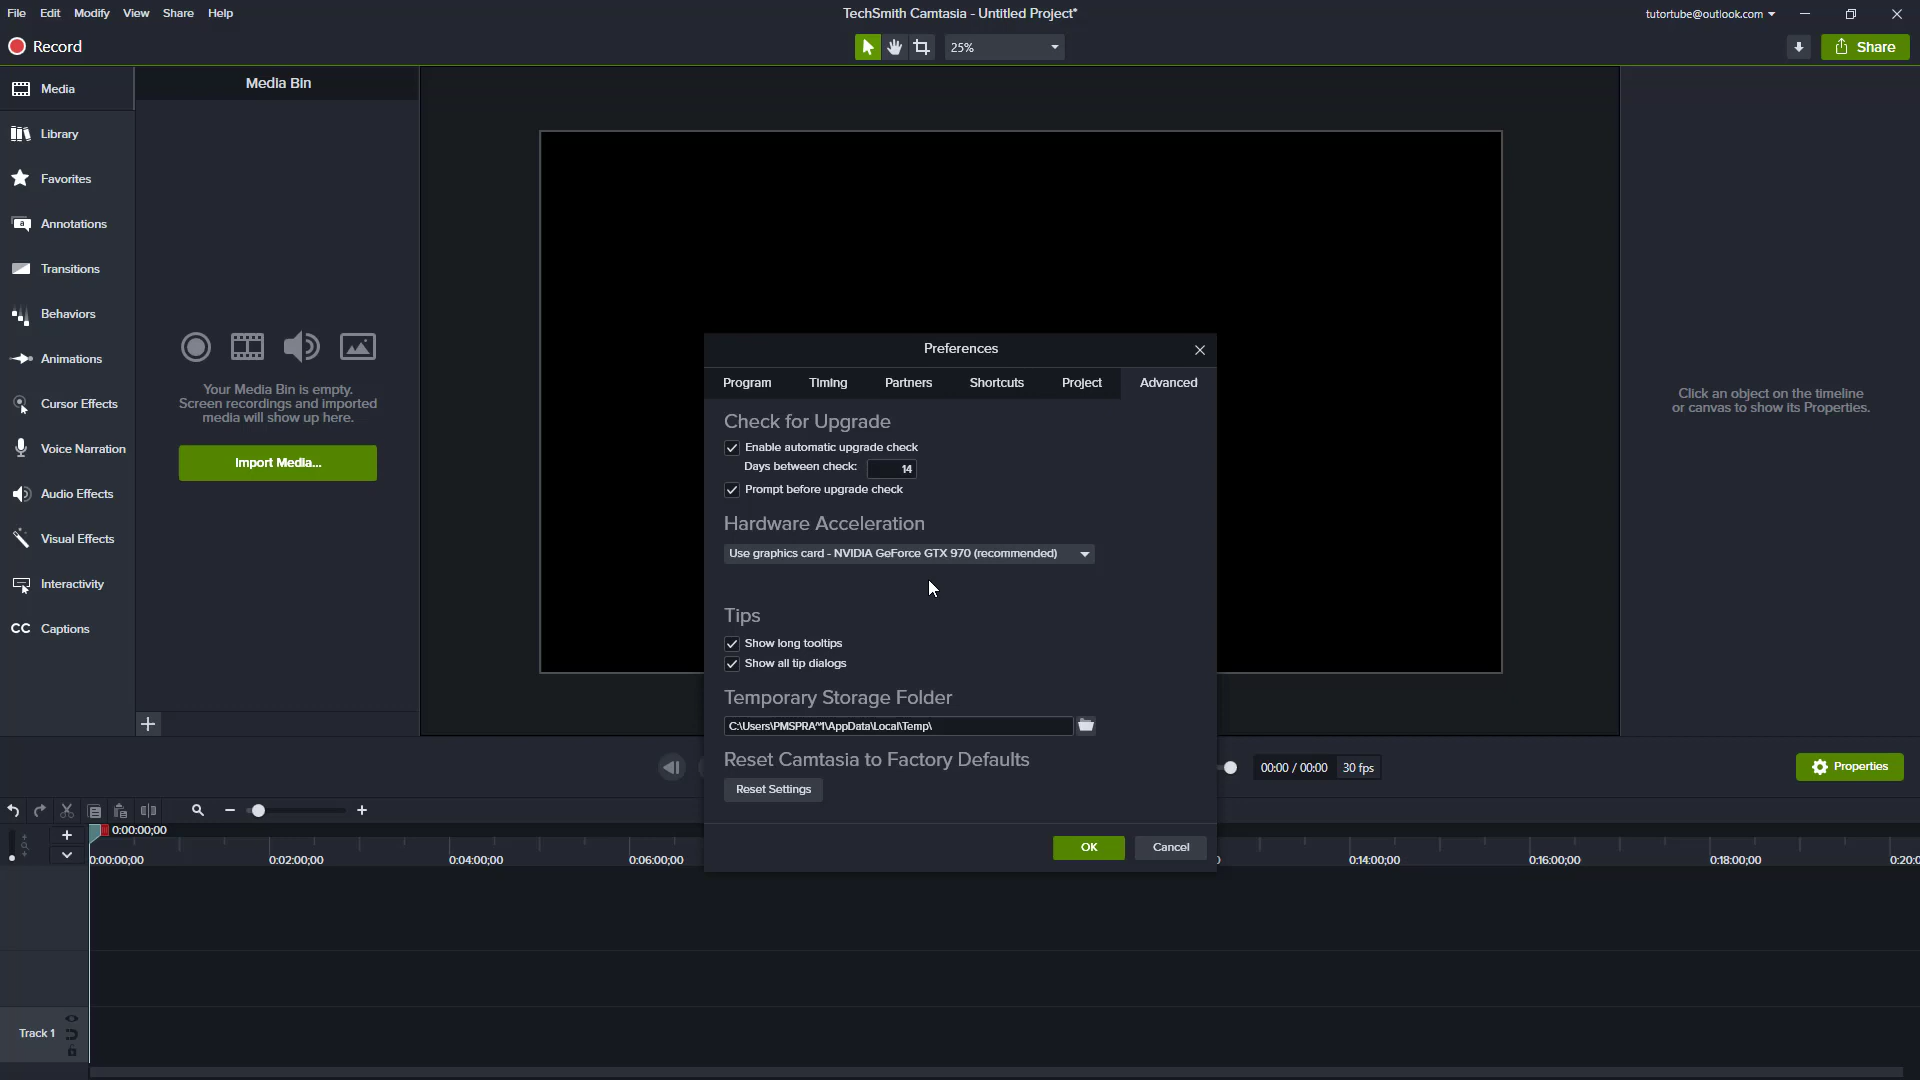 File Edit Modify View Share Help
TechSmith Camtasia - Untitled Project*
tutortube@outlook.com
Record
25%
Share
Media
Library
Favorites
Annotations
Transitions
Behaviors
Animations
Cursor Effects
Voice Narration
Audio Effects
Visual Effects
Interactivity
CC Captions
Media Bin
Your Media Bin is empty.
Screen recordings and imported
media will show up here.
Import Media...
Preferences
Program Timing Partners Shortcuts Project Advanced
Check for Upgrade
Enable automatic upgrade check
Days between check: 14
Prompt before upgrade check
Hardware Acceleration
Use graphics card - NVIDIA GeForce GTX 970 (recommended)
Tips
Show long tooltips
Show all tip dialogs
Temporary Storage Folder
C:\Users\PMSPRA~1\AppData\Local\Temp\
Reset Camtasia to Factory Defaults
Reset Settings
OK Cancel
Click an object on the timeline
or canvas to show its Properties.
00:00 / 00:00 30 fps
Properties
0:00:00;00
0:00:00;00 0:02:00;00 0:04:00;00 0:06:00;00 0:14:00;00 0:16:00;00 0:18:00;00 0:20:0
Track 1